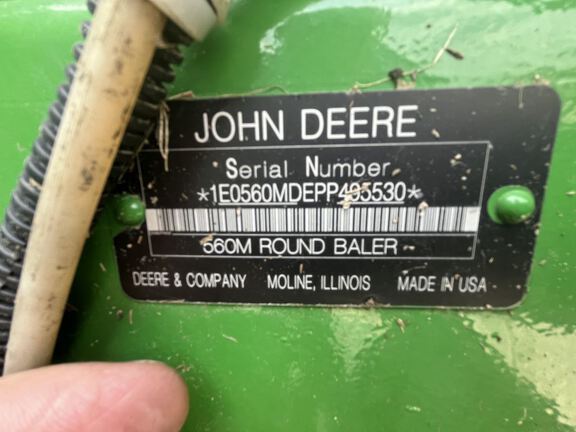 JOHN DEERE
Serial Number
*1E0560MDEPP495530*
560M ROUND BALER
DEERE & COMPANY MOLINE, ILLINOIS MADE IN USA